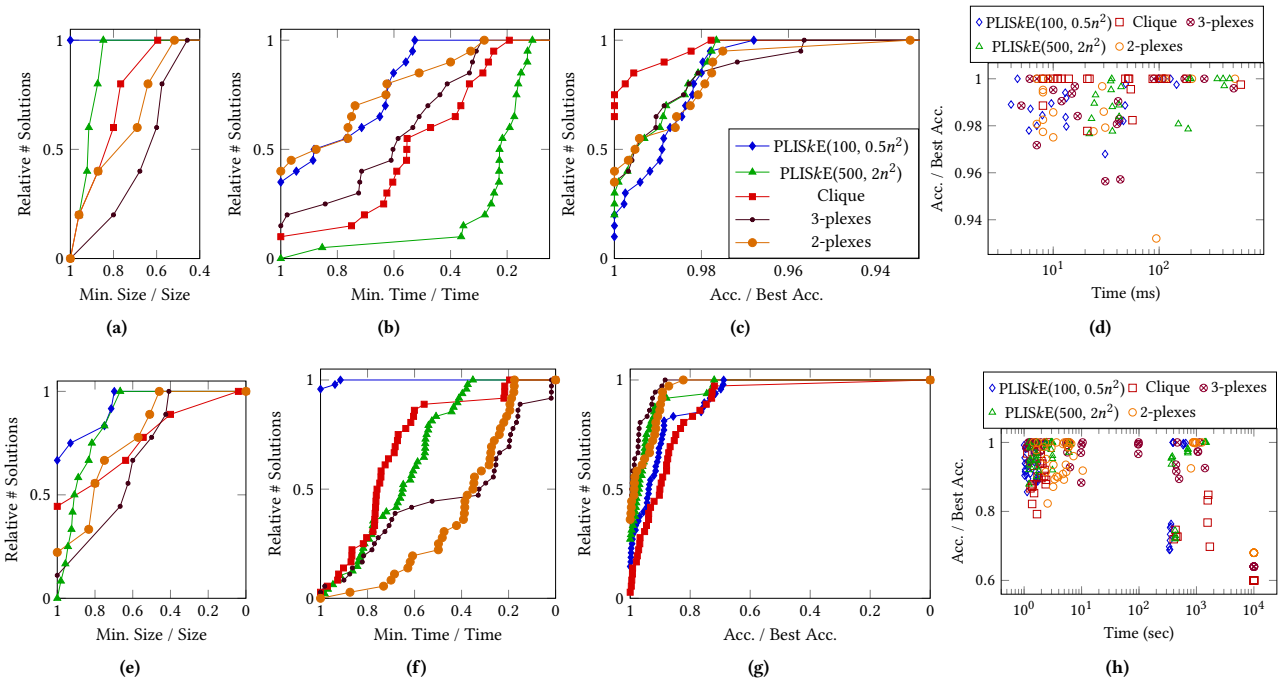 Relative # Solutions
1
0.5
0
1
0.8
0.6
0.4
Min. Size / Size
(a)
Relative # Solutions
1
0.5
0
1
0.8
0.6
0.4
0.2
Min. Time / Time
(b)
Relative # Solutions
1
0.5
0
1
0.98
0.96
0.94
Acc. / Best Acc.
(c)
PLISkE(100, 0.5n²)
PLISkE(500, 2n²)
Clique
3-plexes
2-plexes
PLISkE(100, 0.5n²) Clique 3-plexes
PLISkE(500, 2n²) 2-plexes
Acc. / Best Acc.
1
0.98
0.96
0.94
10¹
10²
Time (ms)
(d)
Relative # Solutions
1
0.5
0
1
0.8
0.6
0.4
0.2
0
Min. Size / Size
(e)
Relative # Solutions
1
0.5
0
1
0.8
0.6
0.4
0.2
0
Min. Time / Time
(f)
Relative # Solutions
1
0.5
0
1
0.8
0.6
0.4
0.2
0
Acc. / Best Acc.
(g)
PLISkE(100, 0.5n²) Clique 3-plexes
PLISkE(500, 2n²) 2-plexes
Acc. / Best Acc.
1
0.8
0.6
10⁰
10¹
10²
10³
10⁴
Time (sec)
(h)